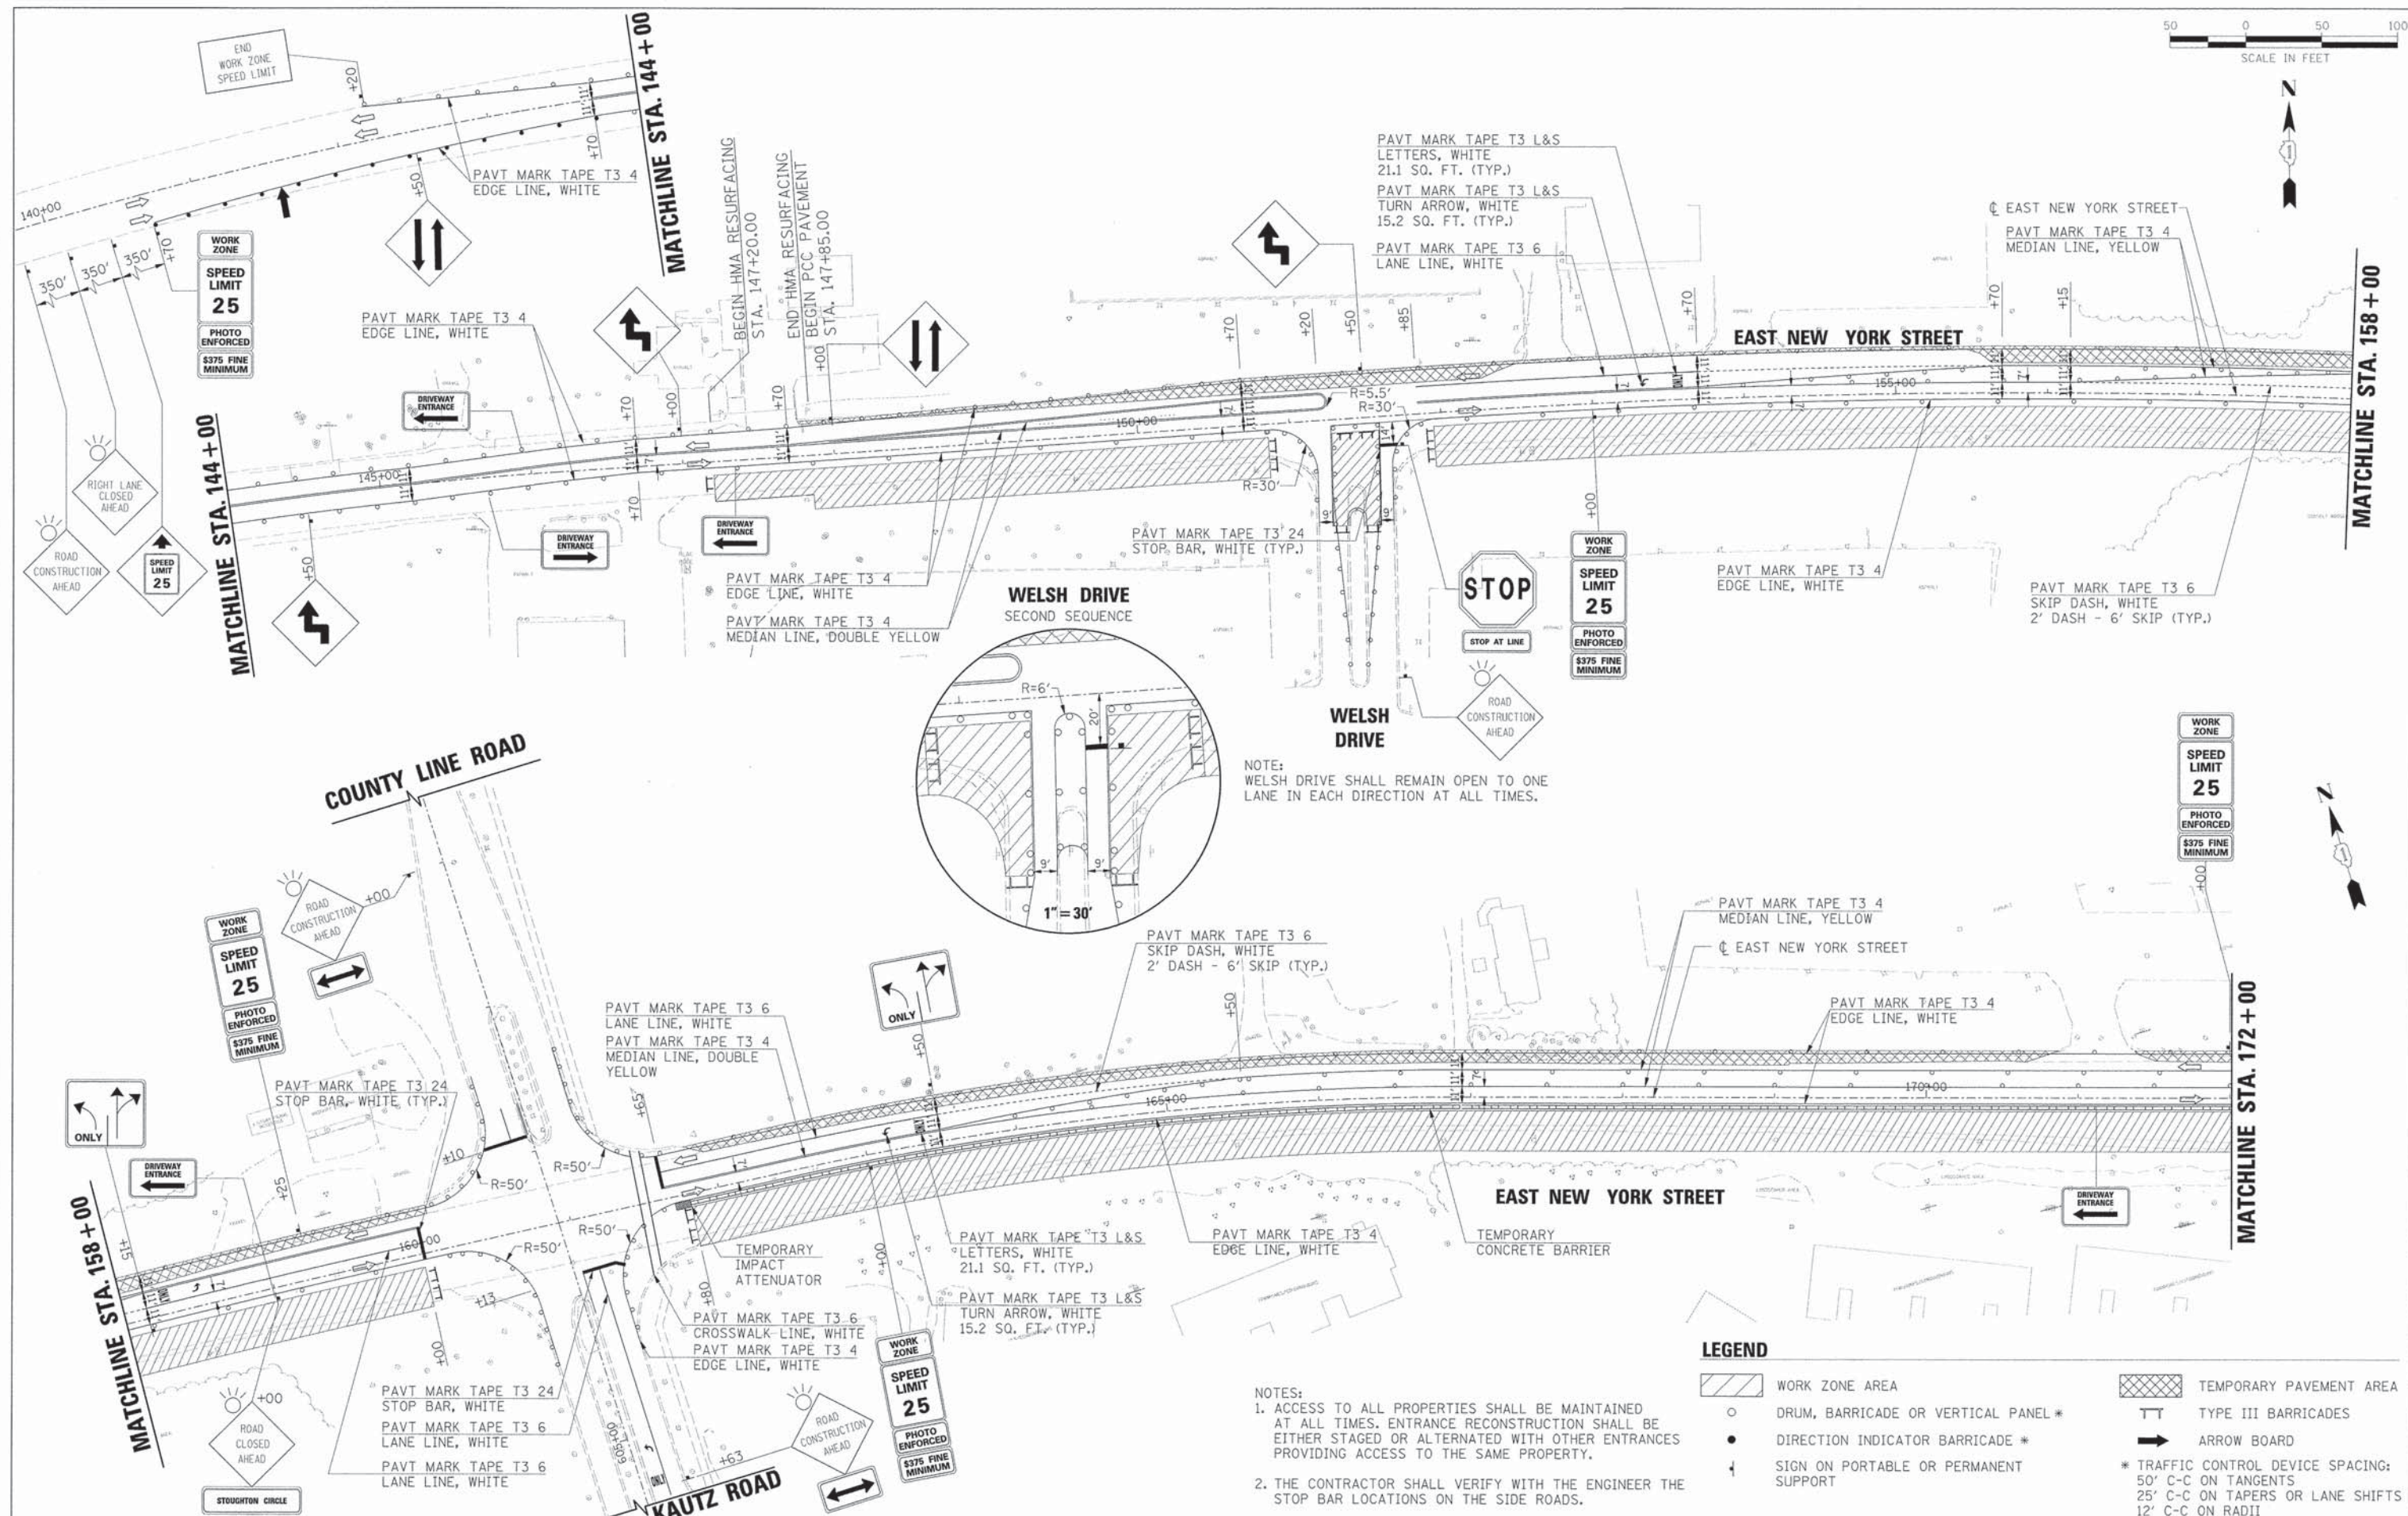 50 0 50 100
SCALE IN FEET
N
END
WORK ZONE
SPEED LIMIT
+20
11' 11'
+70
MATCHLINE STA. 144+00
PAVT MARK TAPE T3 4
EDGE LINE, WHITE
+50
140+00
350' 350' 350'
+70
WORK
ZONE
SPEED
LIMIT
25
PHOTO
ENFORCED
$375 FINE
MINIMUM
RIGHT LANE
CLOSED
AHEAD
ROAD
CONSTRUCTION
AHEAD
SPEED
LIMIT
25
MATCHLINE STA. 144+00
PAVT MARK TAPE T3 4
EDGE LINE, WHITE
DRIVEWAY
ENTRANCE
145+00
11' 11'
+50
DRIVEWAY
ENTRANCE
+70
+00
11' 11'
7'
+70
BEGIN HMA RESURFACING
STA. 147+20.00
END HMA RESURFACING
BEGIN PCC PAVEMENT
STA. 147+85.00
+70
+00
11' 11'
DRIVEWAY
ENTRANCE
PAVT MARK TAPE T3 4
EDGE LINE, WHITE
PAVT MARK TAPE T3 4
MEDIAN LINE, DOUBLE YELLOW
150+00
+70
+20
+50
+85
R=5.5'
R=30'
R=30'
14'
9'
9'
PAVT MARK TAPE T3 24
STOP BAR, WHITE (TYP.)
PAVT MARK TAPE T3 L&S
LETTERS, WHITE
21.1 SQ. FT. (TYP.)
PAVT MARK TAPE T3 L&S
TURN ARROW, WHITE
15.2 SQ. FT. (TYP.)
PAVT MARK TAPE T3 6
LANE LINE, WHITE
+70
EAST NEW YORK STREET
℄ EAST NEW YORK STREET
PAVT MARK TAPE T3 4
MEDIAN LINE, YELLOW
+70
+15
155+00
ONLY
MATCHLINE STA. 158+00
STOP
STOP AT LINE
+00
WORK
ZONE
SPEED
LIMIT
25
PHOTO
ENFORCED
$375 FINE
MINIMUM
PAVT MARK TAPE T3 4
EDGE LINE, WHITE
PAVT MARK TAPE T3 6
SKIP DASH, WHITE
2' DASH - 6' SKIP (TYP.)
ROAD
CONSTRUCTION
AHEAD
WELSH
DRIVE
NOTE:
WELSH DRIVE SHALL REMAIN OPEN TO ONE
LANE IN EACH DIRECTION AT ALL TIMES.
WELSH DRIVE
SECOND SEQUENCE
R=6'
20'
9'
9'
1"=30'
COUNTY LINE ROAD
ROAD
CONSTRUCTION
AHEAD
+00
WORK
ZONE
SPEED
LIMIT
25
PHOTO
ENFORCED
$375 FINE
MINIMUM
PAVT MARK TAPE T3 24
STOP BAR, WHITE (TYP.)
ONLY
DRIVEWAY
ENTRANCE
+15
+25
+10
R=50'
R=50'
R=50'
R=50'
MATCHLINE STA. 158+00
160+00
ONLY
+13
+00
+00
ROAD
CLOSED
AHEAD
STOUGHTON CIRCLE
PAVT MARK TAPE T3 24
STOP BAR, WHITE
PAVT MARK TAPE T3 6
LANE LINE, WHITE
PAVT MARK TAPE T3 6
LANE LINE, WHITE
605+00
ONLY
KAUTZ ROAD
+63
ROAD
CONSTRUCTION
AHEAD
PAVT MARK TAPE T3 6
LANE LINE, WHITE
PAVT MARK TAPE T3 4
MEDIAN LINE, DOUBLE
YELLOW
+65
ONLY
+50
PAVT MARK TAPE T3 6
SKIP DASH, WHITE
2' DASH - 6' SKIP (TYP.)
+50
TEMPORARY
IMPACT
ATTENUATOR
+80
+00
PAVT MARK TAPE T3 6
CROSSWALK LINE, WHITE
PAVT MARK TAPE T3 4
EDGE LINE, WHITE
WORK
ZONE
SPEED
LIMIT
25
PHOTO
ENFORCED
$375 FINE
MINIMUM
PAVT MARK TAPE T3 L&S
LETTERS, WHITE
21.1 SQ. FT. (TYP.)
PAVT MARK TAPE T3 L&S
TURN ARROW, WHITE
15.2 SQ. FT. (TYP.)
165+00
PAVT MARK TAPE T3 4
EDGE LINE, WHITE
TEMPORARY
CONCRETE BARRIER
EAST NEW YORK STREET
PAVT MARK TAPE T3 4
MEDIAN LINE, YELLOW
℄ EAST NEW YORK STREET
PAVT MARK TAPE T3 4
EDGE LINE, WHITE
170+00
DRIVEWAY
ENTRANCE
WORK
ZONE
SPEED
LIMIT
25
PHOTO
ENFORCED
$375 FINE
MINIMUM
+00
N
MATCHLINE STA. 172+00
NOTES:
1. ACCESS TO ALL PROPERTIES SHALL BE MAINTAINED
AT ALL TIMES. ENTRANCE RECONSTRUCTION SHALL BE
EITHER STAGED OR ALTERNATED WITH OTHER ENTRANCES
PROVIDING ACCESS TO THE SAME PROPERTY.
2. THE CONTRACTOR SHALL VERIFY WITH THE ENGINEER THE
STOP BAR LOCATIONS ON THE SIDE ROADS.
LEGEND
WORK ZONE AREA
DRUM, BARRICADE OR VERTICAL PANEL *
DIRECTION INDICATOR BARRICADE *
SIGN ON PORTABLE OR PERMANENT
SUPPORT
TEMPORARY PAVEMENT AREA
TYPE III BARRICADES
ARROW BOARD
* TRAFFIC CONTROL DEVICE SPACING:
50' C-C ON TANGENTS
25' C-C ON TAPERS OR LANE SHIFTS
12' C-C ON RADII